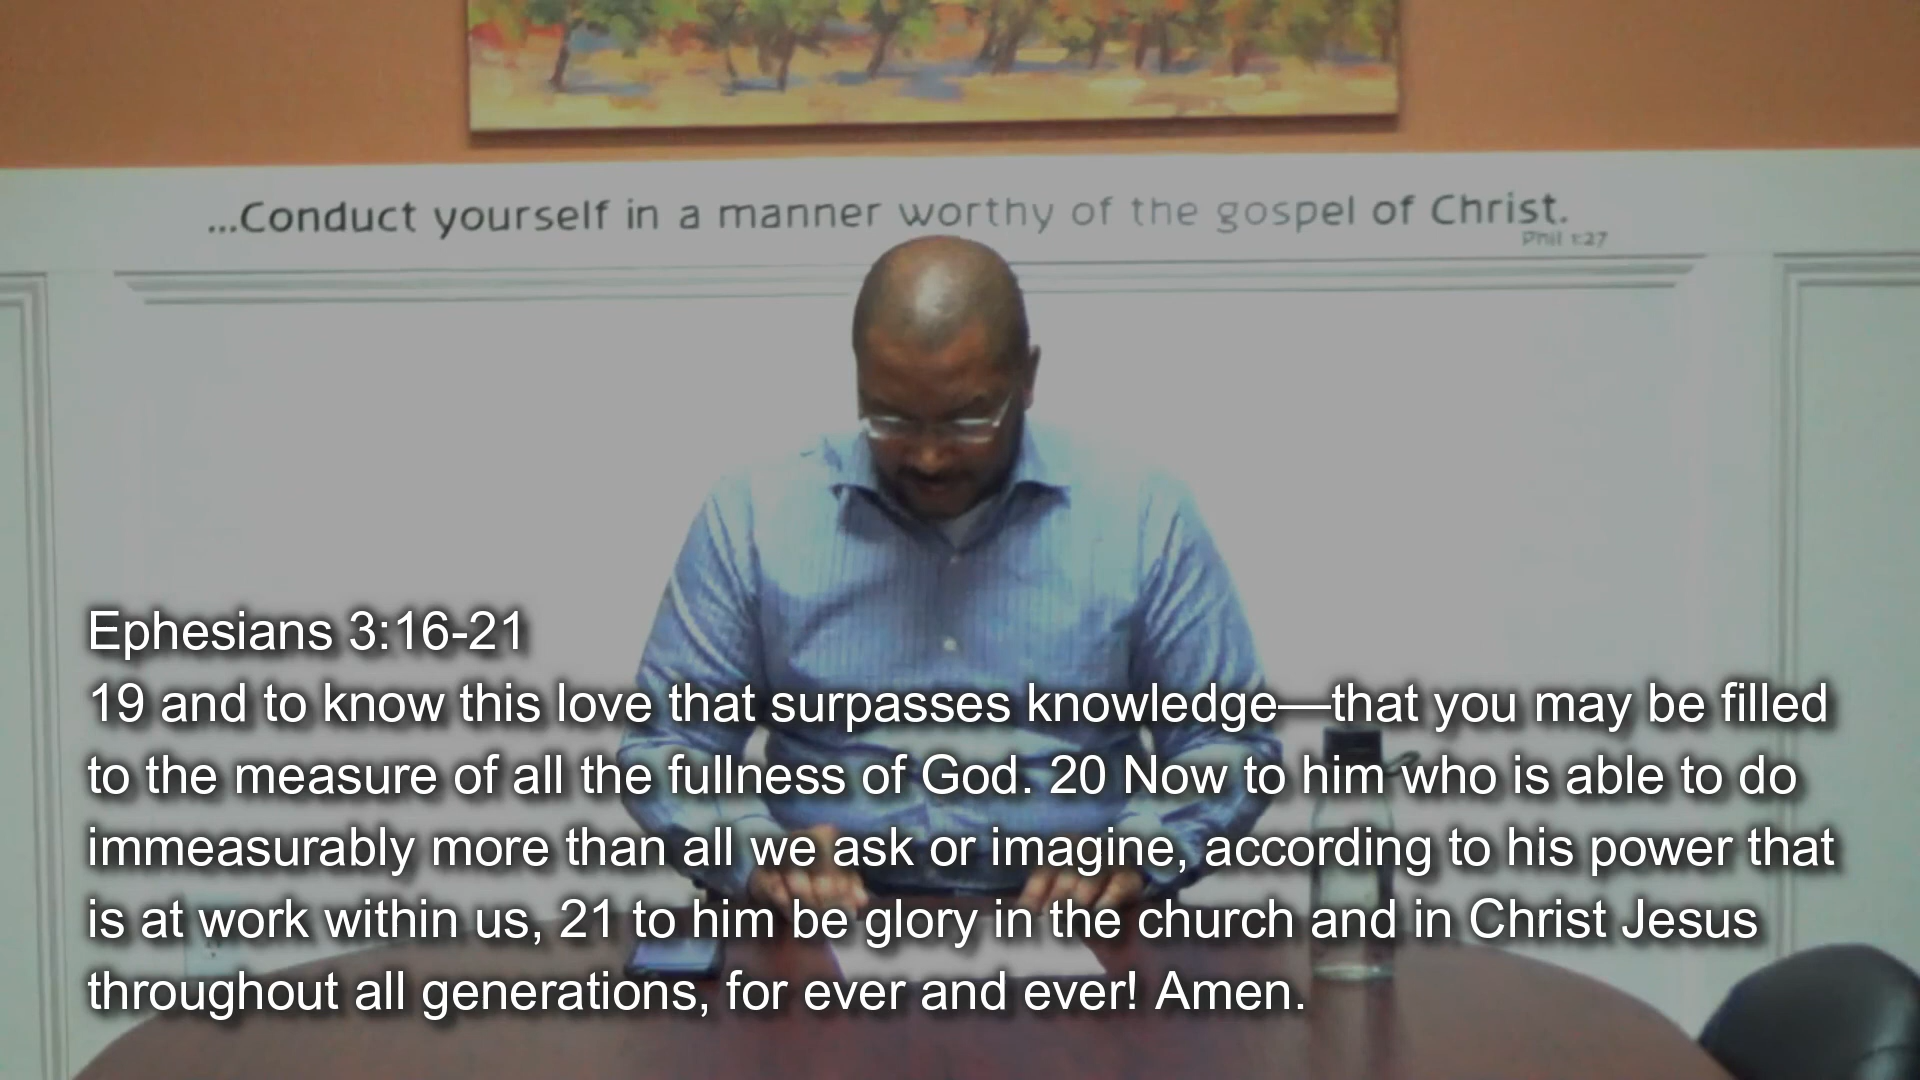 ...Conduct yourself in a manner worthy of the gospel of Christ.
Phil 1:27
Ephesians 3:16-21
19 and to know this love that surpasses knowledge—that you may be filled
to the measure of all the fullness of God. 20 Now to him who is able to do
immeasurably more than all we ask or imagine, according to his power that
is at work within us, 21 to him be glory in the church and in Christ Jesus
throughout all generations, for ever and ever! Amen.